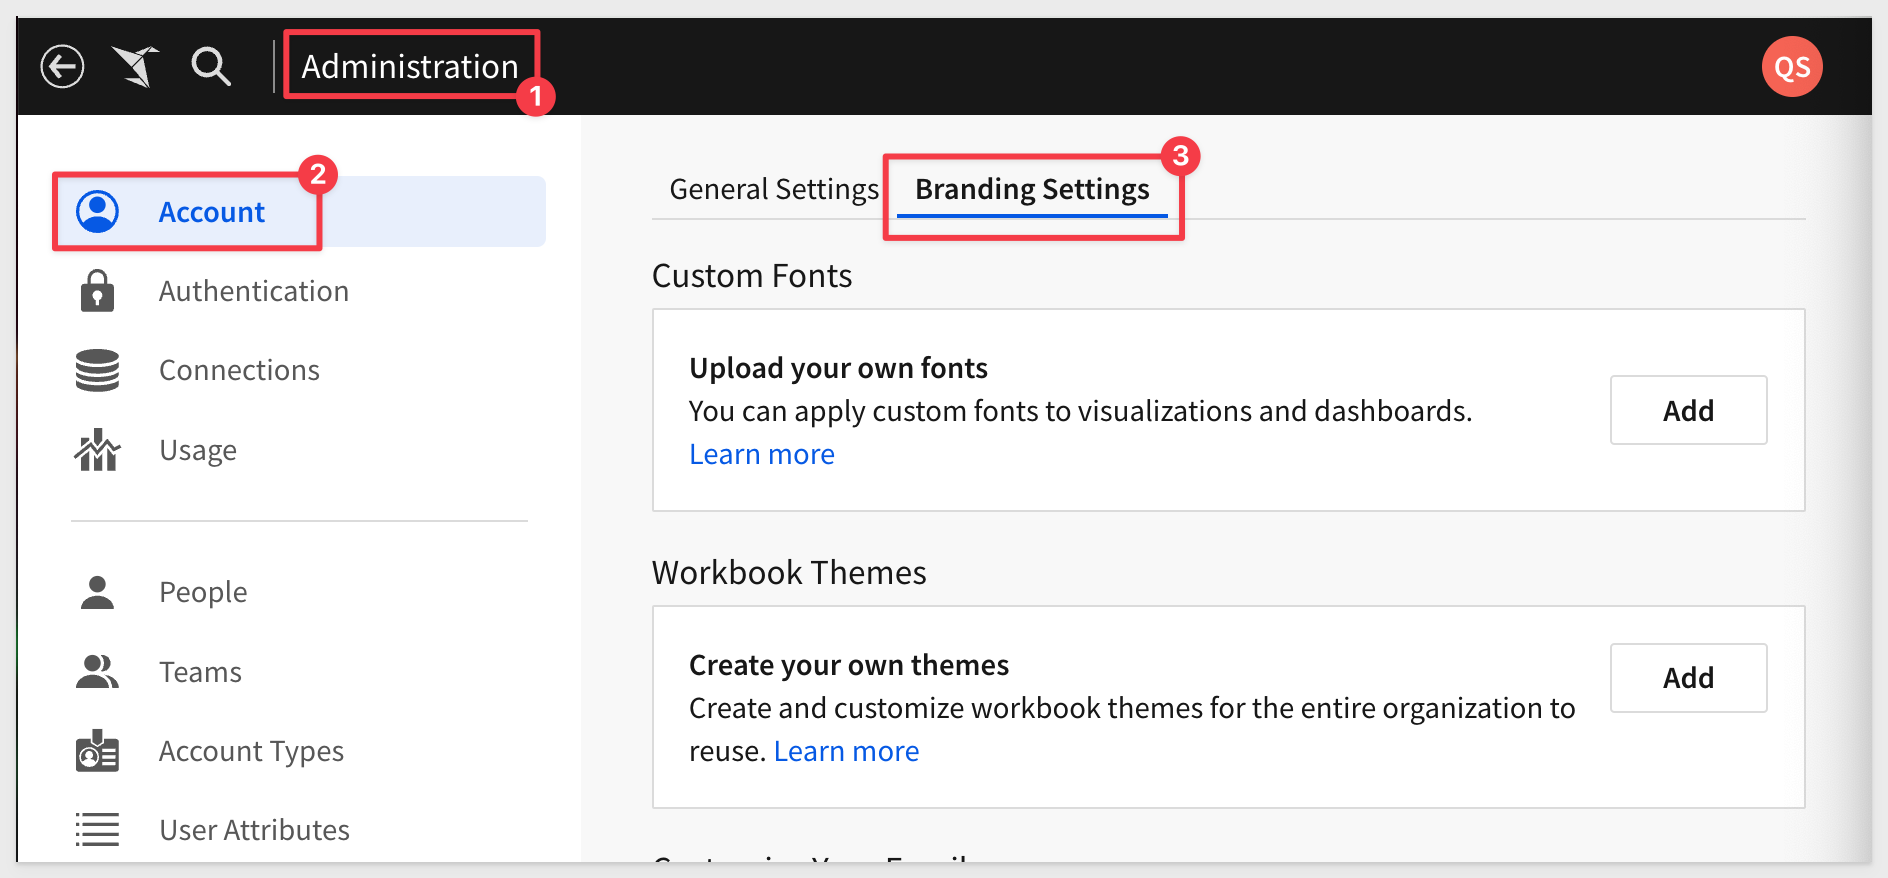 Administration
1
QS
2
Account
Authentication
Connections
Usage
People
Teams
Account Types
User Attributes
General Settings
Branding Settings
3
Custom Fonts
Upload your own fonts
You can apply custom fonts to visualizations and dashboards.
Learn more
Add
Workbook Themes
Create your own themes
Create and customize workbook themes for the entire organization to
reuse. Learn more
Add